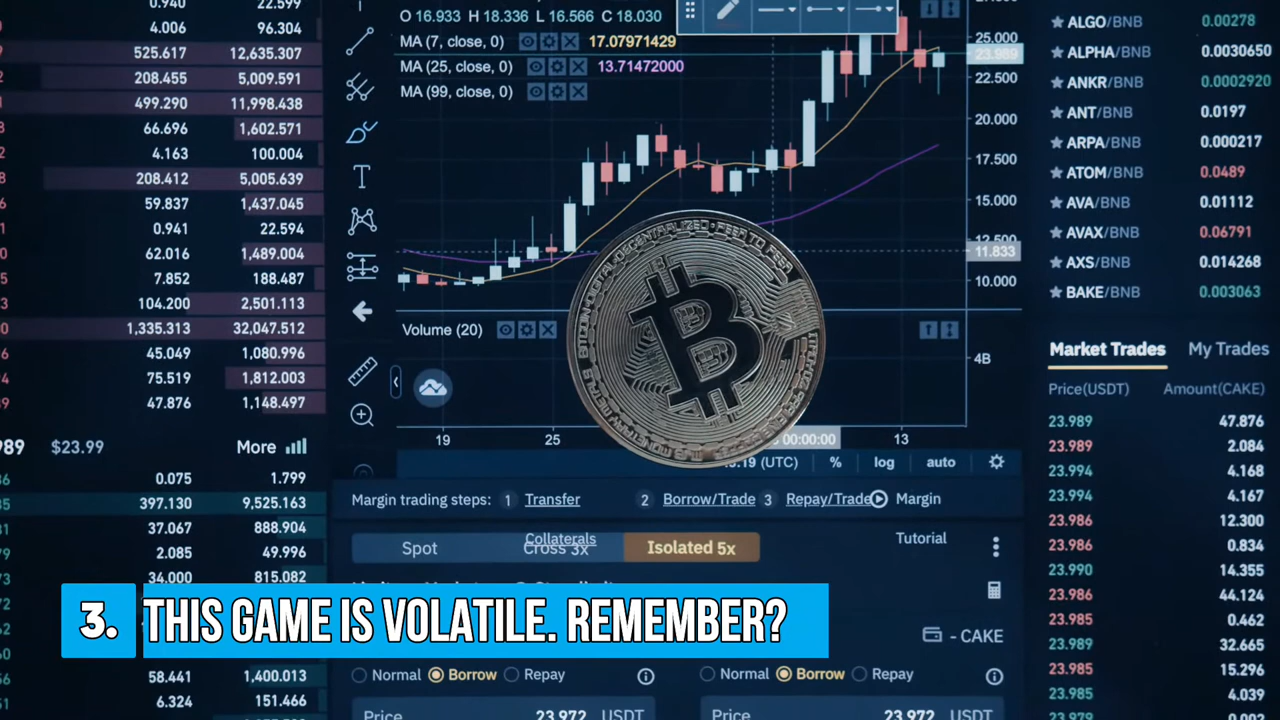 0.940 4.004
4.006 96.304
525.617 12,635.307
208.455 5,009.591
499.290 11,998.438
66.696 1,602.571
4.163 100.004
208.412 5,005.639
59.837 1,437.045
0.941 22.594
62.016 1,489.004
7.852 188.487
104.200 2,501.113
1,335.313 32,047.512
45.049 1,080.996
75.519 1,812.003
47.876 1,148.497
989 $23.99 More
0.075 1.799
397.130 9,525.163
37.067 888.904
2.085 49.996
34.000 815.082
58.441 1,400.013
6.324 151.466
O 16.933 H 18.336 L 16.566 C 18.030
MA (7, close, 0) 17.07971429
MA (25, close, 0) 13.71472000
MA (99, close, 0)
25.000
23.989
22.500
20.000
17.500
15.000
12.500
11.833
10.000
Volume (20)
4B
19 25 00:00:00 13
(UTC) % log auto
Margin trading steps: 1 Transfer 2 Borrow/Trade 3 Repay/Trade Margin
Collaterals Tutorial
Spot Cross 3x Isolated 5x
3. THIS GAME IS VOLATILE. REMEMBER?
- CAKE
Normal Borrow Repay Normal Borrow Repay
Price 23.972 USDT Price 23.972 USDT
ALGO/BNB 0.00278
ALPHA/BNB 0.0030650
ANKR/BNB 0.0002920
ANT/BNB 0.0197
ARPA/BNB 0.000217
ATOM/BNB 0.0489
AVA/BNB 0.01112
AVAX/BNB 0.06791
AXS/BNB 0.014268
BAKE/BNB 0.003063
Market Trades My Trades
Price(USDT) Amount(CAKE)
23.989 47.876
23.989 2.084
23.994 4.168
23.994 4.167
23.986 12.300
23.986 0.834
23.990 14.355
23.984 44.124
23.985 0.462
23.989 32.665
23.985 15.296
23.985 4.039
23.979 0.002